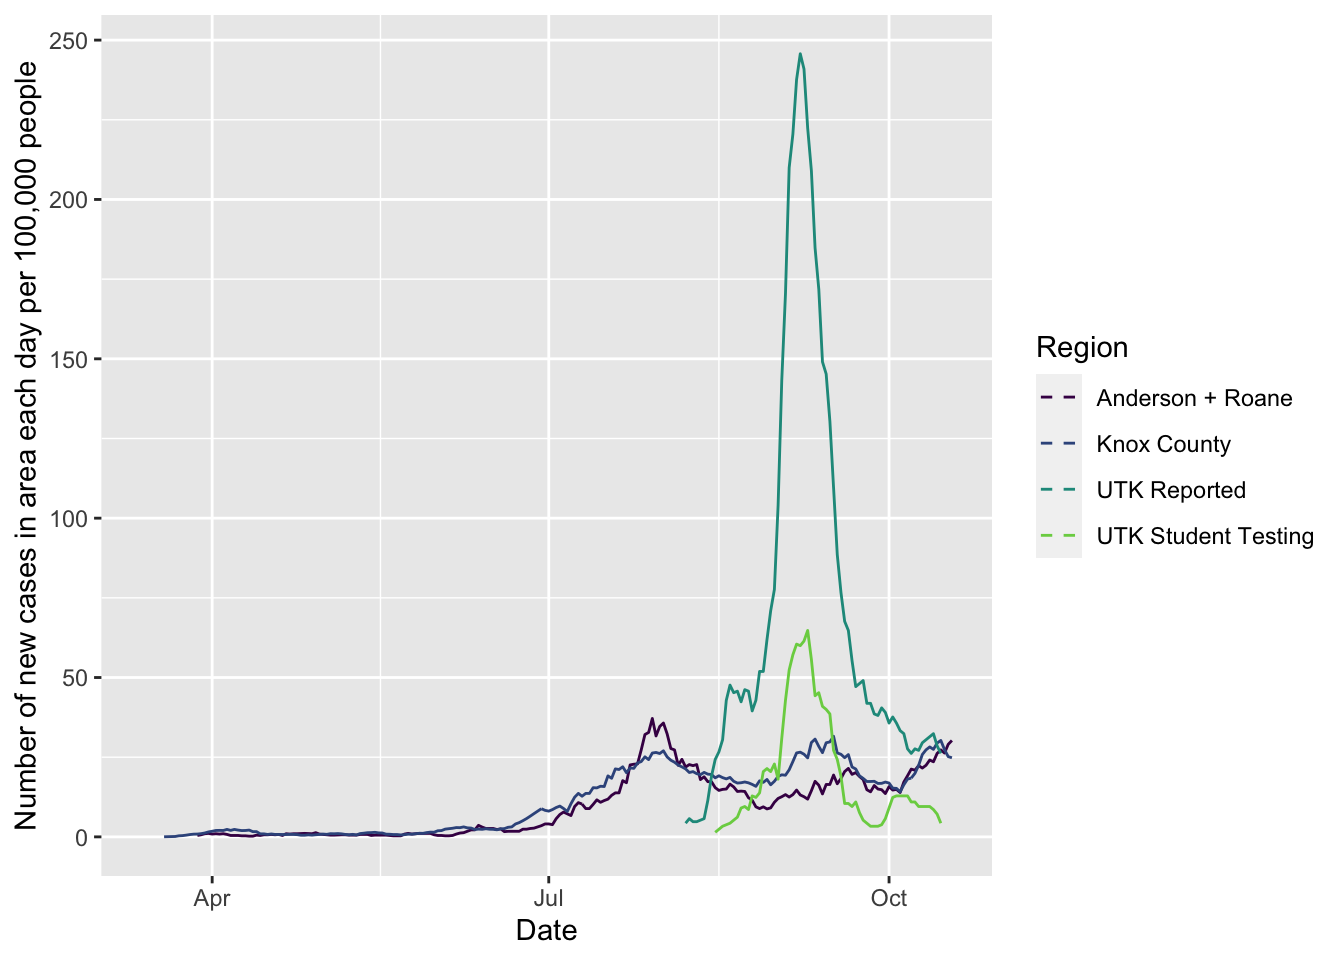 Number of new cases in area each day per 100,000 people
250
200
150
100
50
0
Apr
Jul
Oct
Date
Region
Anderson + Roane
Knox County
UTK Reported
UTK Student Testing